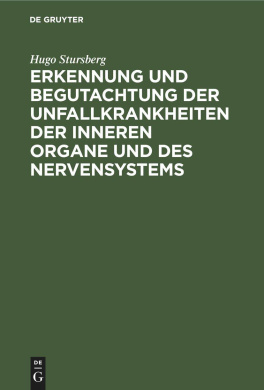 DE GRUYTER
Hugo Stursberg
ERKENNUNG UND
BEGUTACHTUNG DER
UNFALLKRANKHEITEN
DER INNEREN
ORGANE UND DES
NERVENSYSTEMS
DE
G